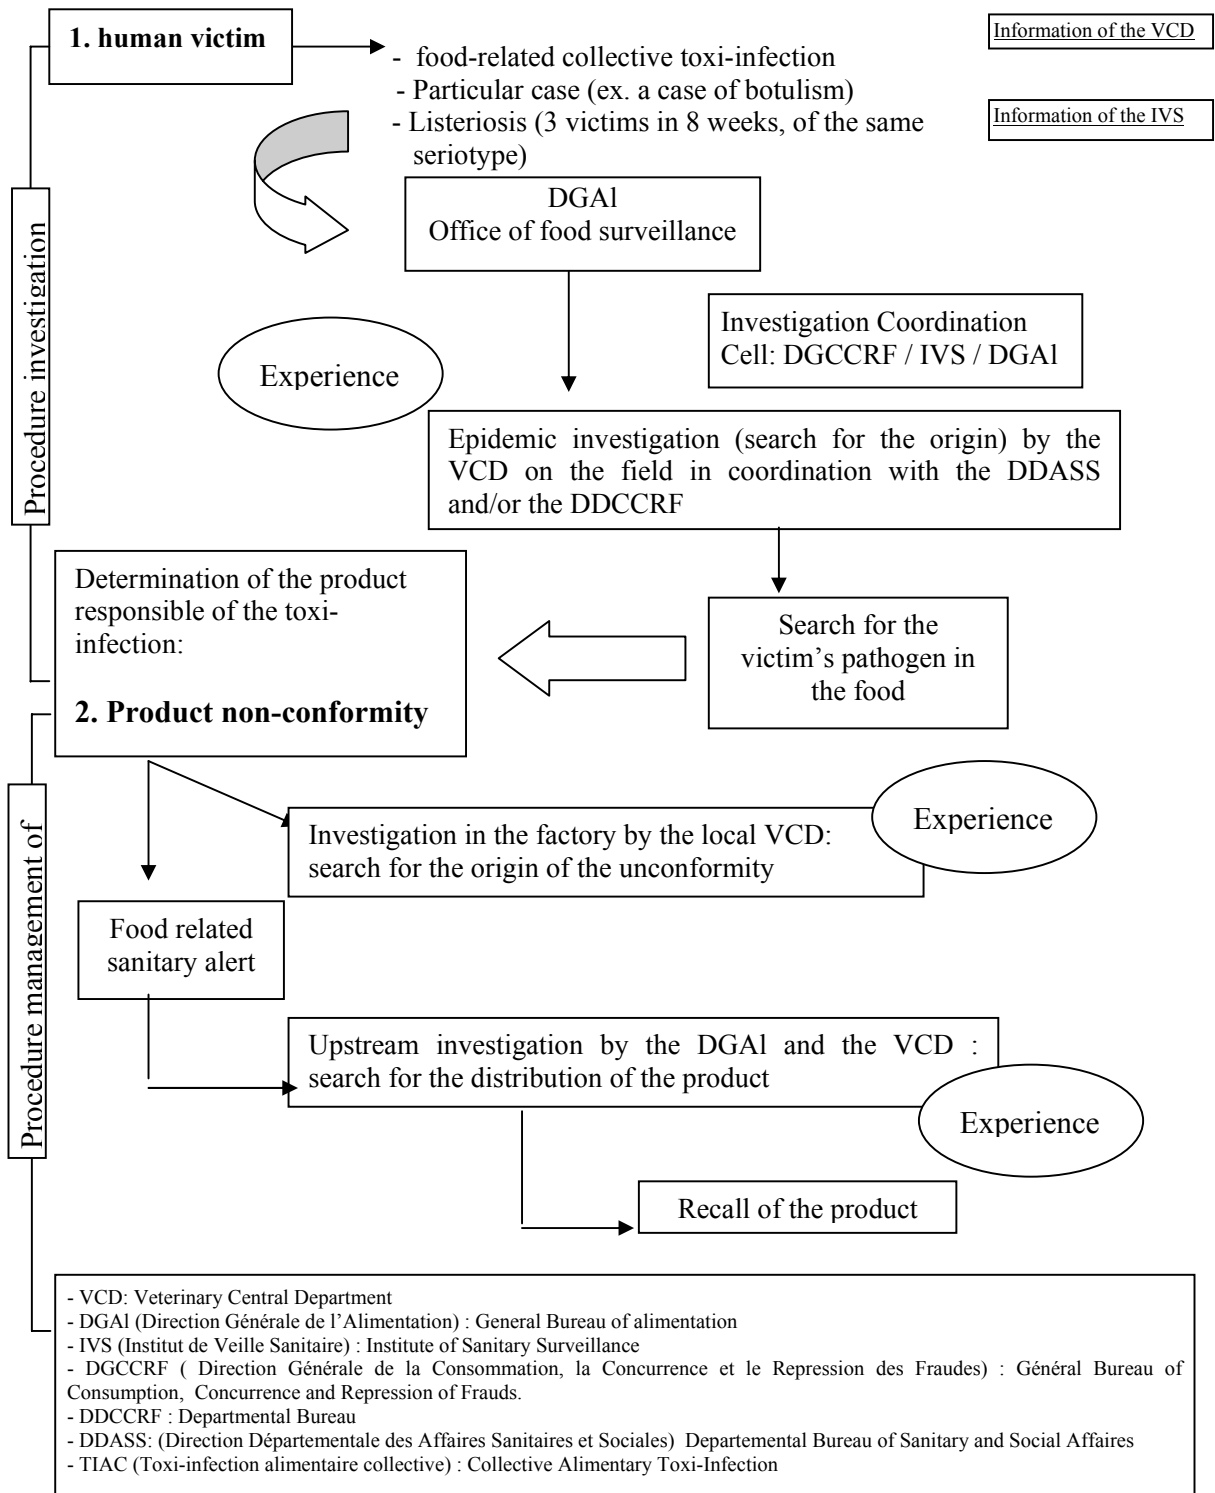 1. human victim
Information of the VCD
- food-related collective toxi-infection
- Particular case (ex. a case of botulism)
- Listeriosis (3 victims in 8 weeks, of the same
seriotype)
Information of the IVS
Procedure investigation
DGAl
Office of food surveillance
Investigation Coordination
Cell: DGCCRF / IVS / DGAl
Experience
Epidemic investigation (search for the origin) by the
VCD on the field in coordination with the DDASS
and/or the DDCCRF
Determination of the product
responsible of the toxi-
infection:
2. Product non-conformity
Search for the
victim's pathogen in
the food
Procedure management of
Investigation in the factory by the local VCD:
search for the origin of the unconformity
Experience
Food related
sanitary alert
Upstream investigation by the DGAl and the VCD :
search for the distribution of the product
Experience
Recall of the product
- VCD: Veterinary Central Department
- DGAl (Direction Générale de l'Alimentation) : General Bureau of alimentation
- IVS (Institut de Veille Sanitaire) : Institute of Sanitary Surveillance
- DGCCRF ( Direction Générale de la Consommation, la Concurrence et le Repression des Fraudes) : Général Bureau of
Consumption, Concurrence and Repression of Frauds.
- DDCCRF : Departmental Bureau
- DDASS: (Direction Départementale des Affaires Sanitaires et Sociales) Departemental Bureau of Sanitary and Social Affaires
- TIAC (Toxi-infection alimentaire collective) : Collective Alimentary Toxi-Infection